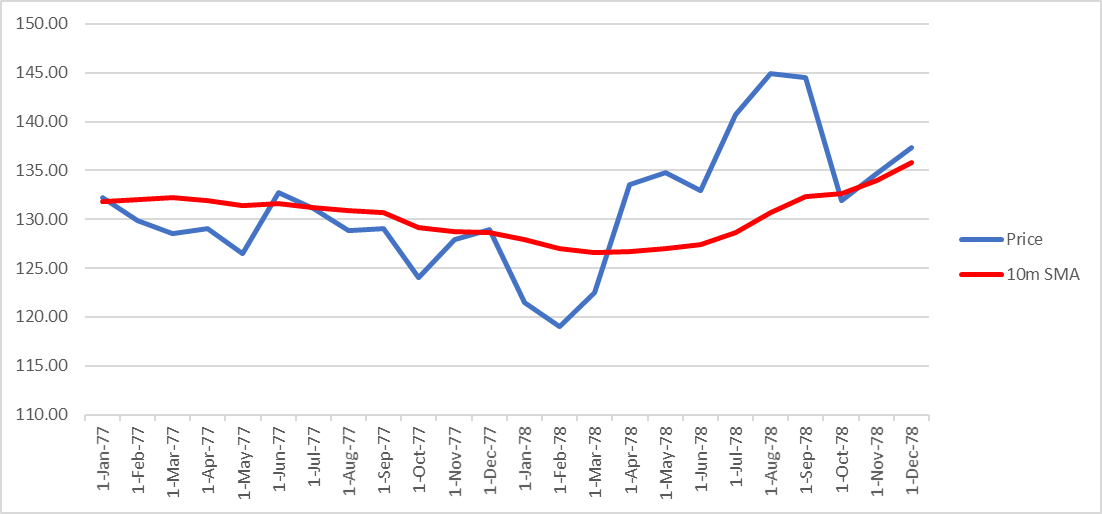 150.00
145.00
140.00
135.00
130.00
125.00
120.00
115.00
110.00
1-Jan-77
1-Feb-77
1-Mar-77
1-Apr-77
1-May-77
1-Jun-77
1-Jul-77
1-Aug-77
1-Sep-77
1-Oct-77
1-Nov-77
1-Dec-77
1-Jan-78
1-Feb-78
1-Mar-78
1-Apr-78
1-May-78
1-Jun-78
1-Jul-78
1-Aug-78
1-Sep-78
1-Oct-78
1-Nov-78
1-Dec-78
Price
10m SMA